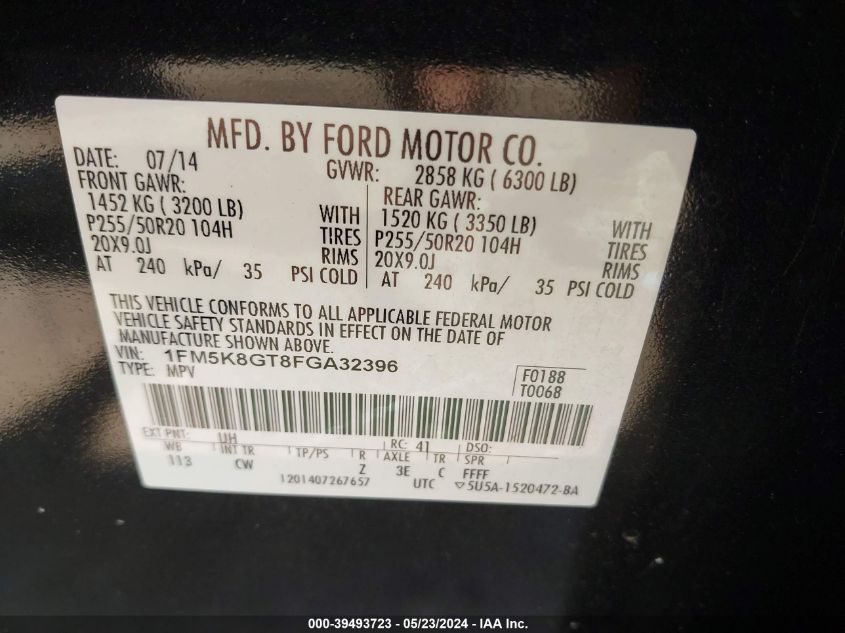 MFD. BY FORD MOTOR CO.
DATE: 07/14 GVWR: 2858 KG ( 6300 LB)
FRONT GAWR: REAR GAWR:
1452 KG ( 3200 LB) WITH 1520 KG ( 3350 LB) WITH
P255/50R20 104H TIRES P255/50R20 104H TIRES
20X9.0J RIMS 20X9.0J RIMS
AT 240 kPa/ 35 PSI COLD AT 240 kPa/ 35 PSI COLD
THIS VEHICLE CONFORMS TO ALL APPLICABLE FEDERAL MOTOR
VEHICLE SAFETY STANDARDS IN EFFECT ON THE DATE OF
MANUFACTURE SHOWN ABOVE.
VIN: 1FM5K8GT8FGA32396
TYPE: MPV
F0188
T0068
EXT PNT: UH RC: 41 DSO:
WB INT TR TP/PS R AXLE TR SPR
113 CW Z 3E C FFFF
1201407267657 UTC ▽5U5A-1520472-BA
000-39493723 - 05/23/2024 - IAA Inc.